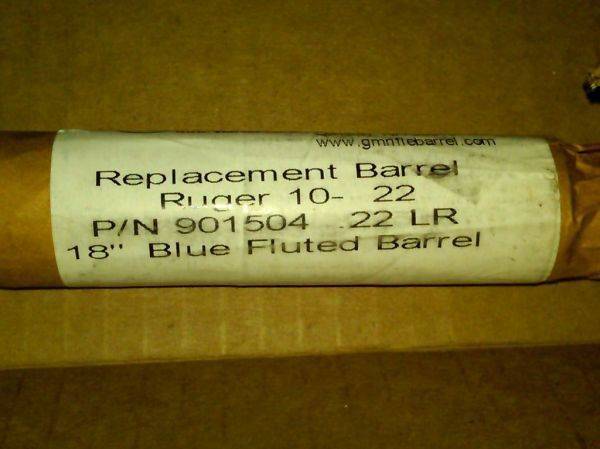 www.gmriflebarrel.com
Replacement Barrel
Ruger 10- 22
P/N 901504 .22 LR
18" Blue Fluted Barrel